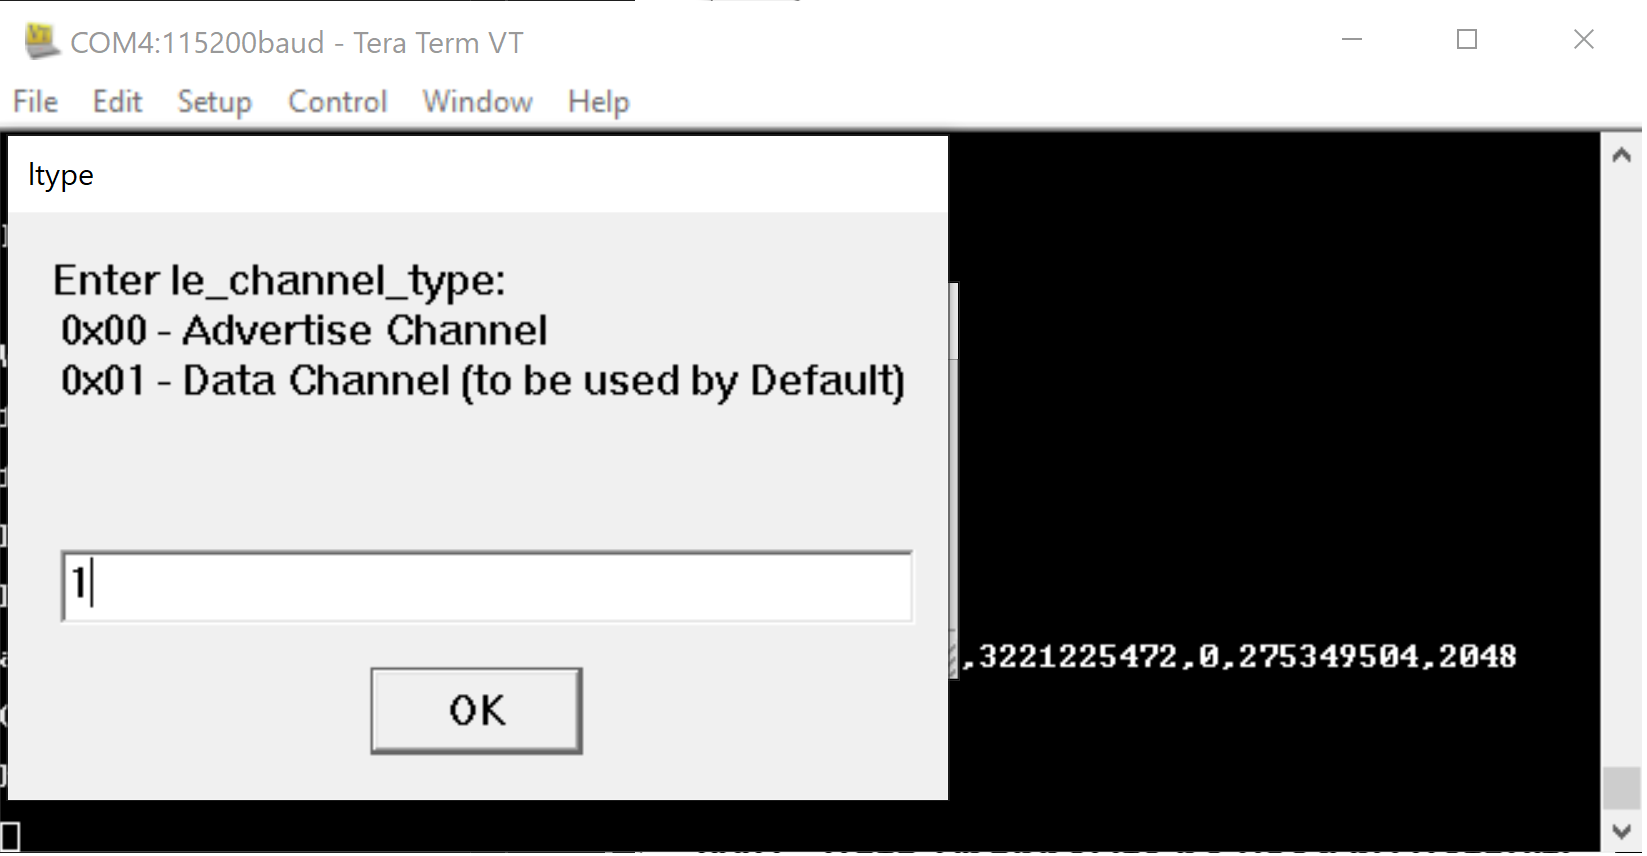 COM4:115200baud - Tera Term VT
File Edit Setup Control Window Help
ltype
Enter le_channel_type:
0x00 - Advertise Channel
0x01 - Data Channel (to be used by Default)
1
,3221225472,0,275349504,2048
OK